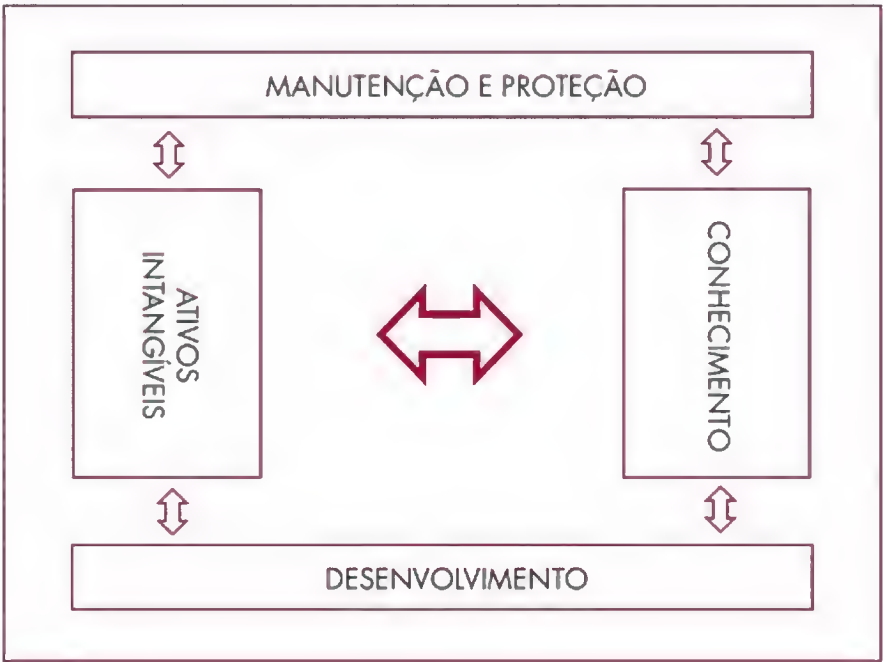 MANUTENÇÃO E PROTEÇÃO
ATIVOS
INTANGÍVEIS
CONHECIMENTO
DESENVOLVIMENTO